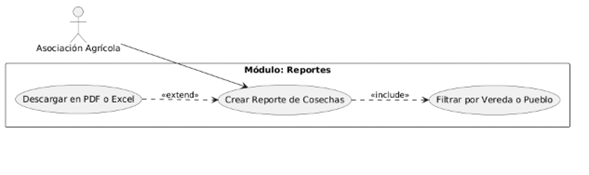 Asociación Agrícola
Módulo: Reportes
Descargar en PDF o Excel
«extend»
Crear Reporte de Cosechas
«include»
Filtrar por Vereda o Pueblo